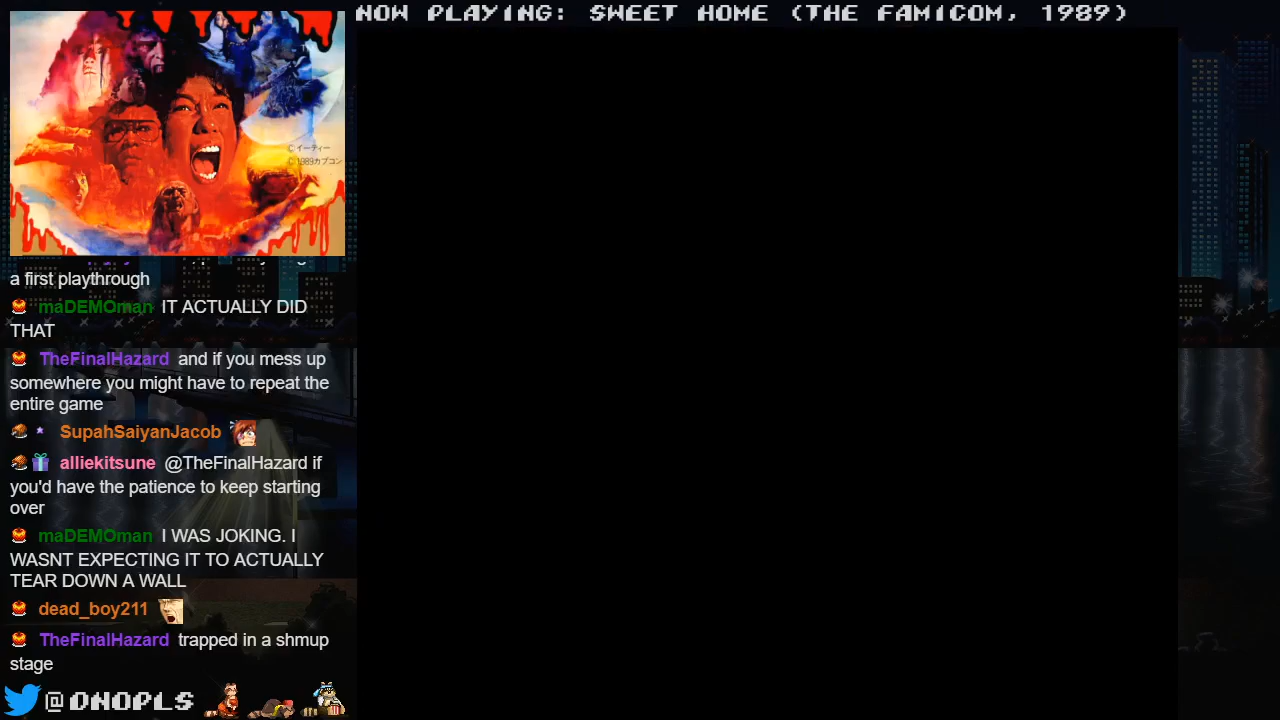 NOW PLAYING: SWEET HOME (THE FAMICOM, 1989)
© イーティー
© 1989カプコン
a first playthrough
maDEMOman IT ACTUALLY DID
THAT
TheFinalHazard and if you mess up
somewhere you might have to repeat the
entire game
SupahSaiyanJacob
alliekitsune @TheFinalHazard if
you'd have the patience to keep starting
over
maDEMOman I WAS JOKING. I
WASNT EXPECTING IT TO ACTUALLY
TEAR DOWN A WALL
dead_boy211
TheFinalHazard trapped in a shmup
stage
@ONOPLS